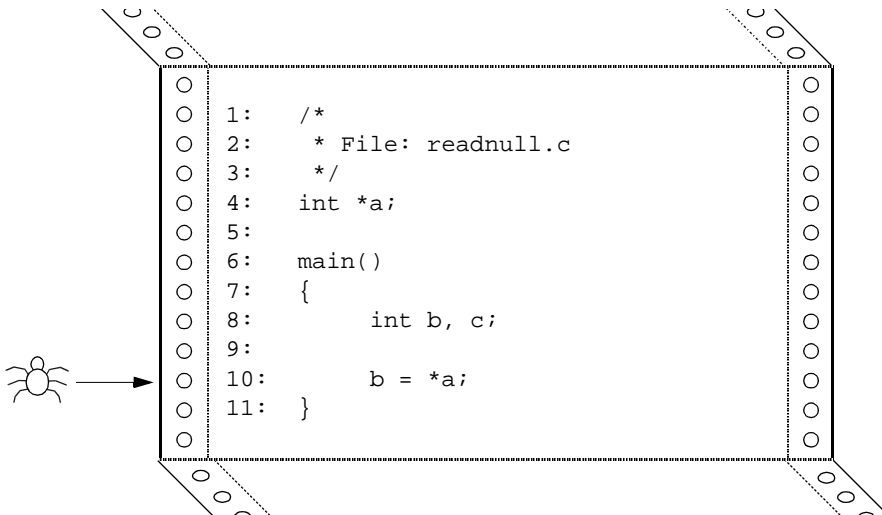 1: /*
2: * File: readnull.c
3: */
4: int *a;
5:
6: main()
7: {
8: int b, c;
9:
10: b = *a;
11: }